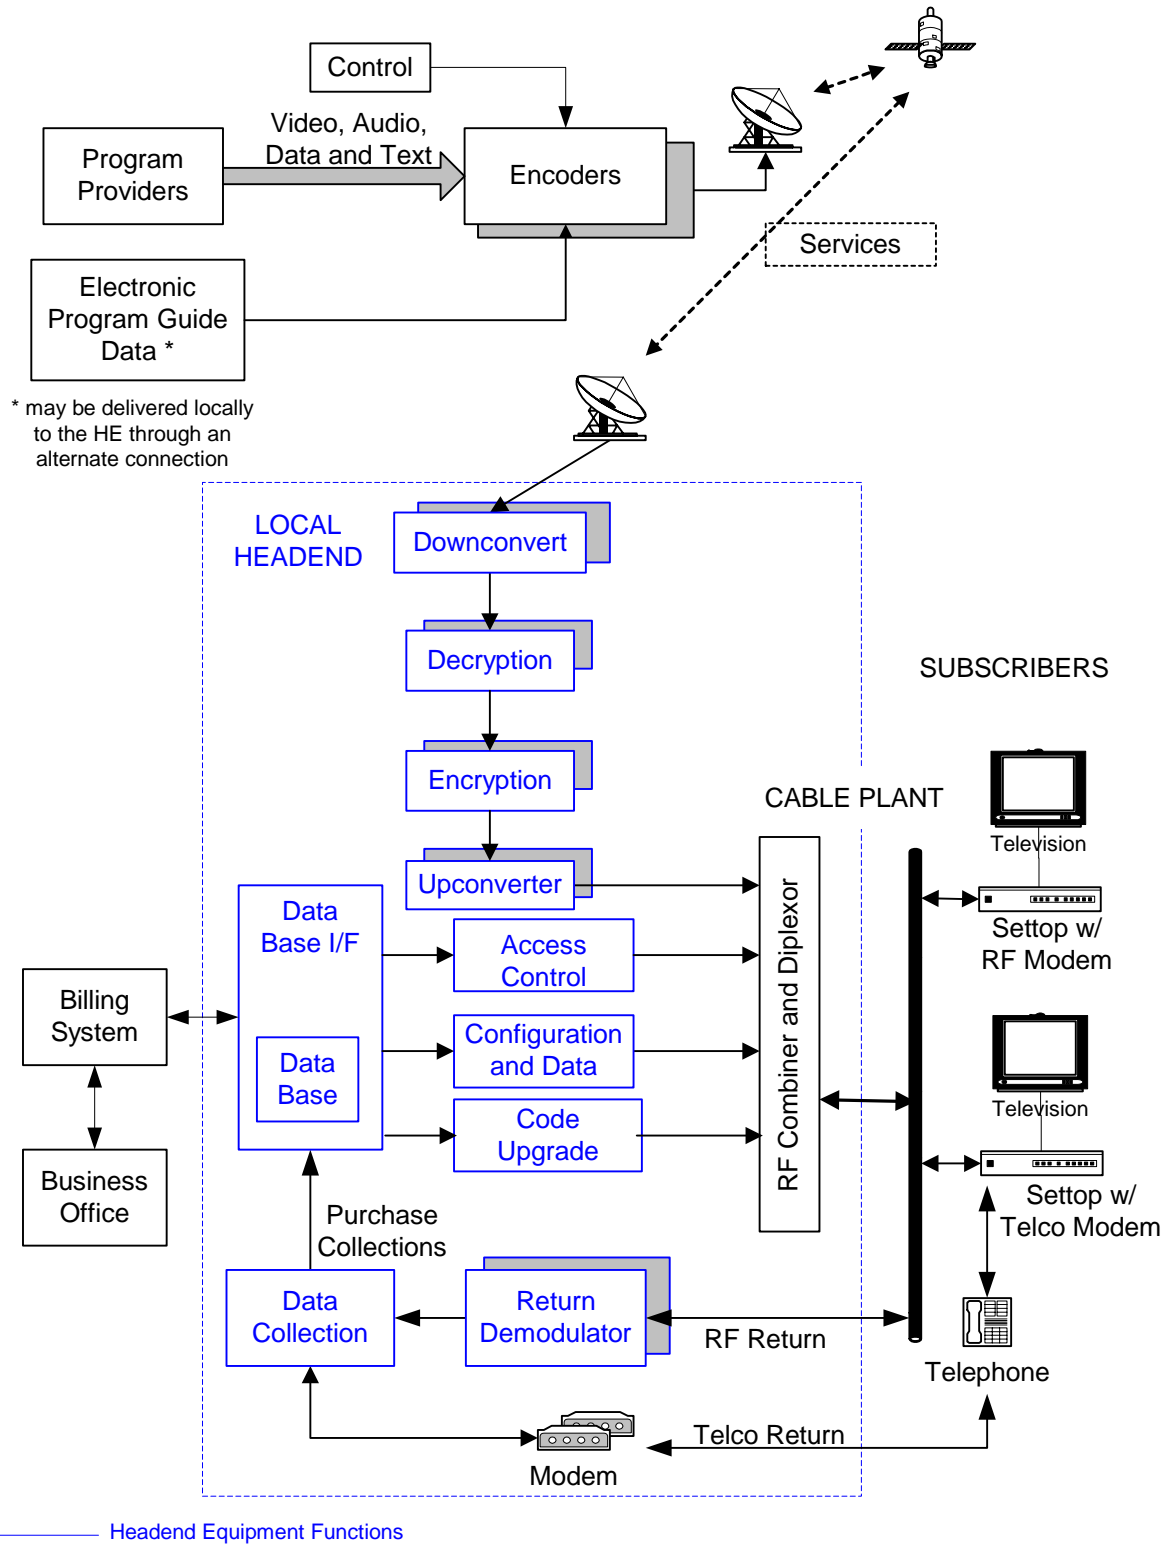 Control
Video, Audio,
Data and Text
Program
Providers
Encoders
Services
Electronic
Program Guide
Data *
* may be delivered locally
to the HE through an
alternate connection
LOCAL
HEADEND
Downconvert
Decryption
SUBSCRIBERS
Encryption
CABLE PLANT
Television
Upconverter
Data
Base I/F
Access
Control
RF Combiner and Diplexor
Settop w/
RF Modem
Billing
System
Configuration
and Data
Data
Base
Television
Code
Upgrade
Business
Office
Settop w/
Telco Modem
Purchase
Collections
Data
Collection
Return
Demodulator
RF Return
Telephone
Telco Return
Modem
Headend Equipment Functions